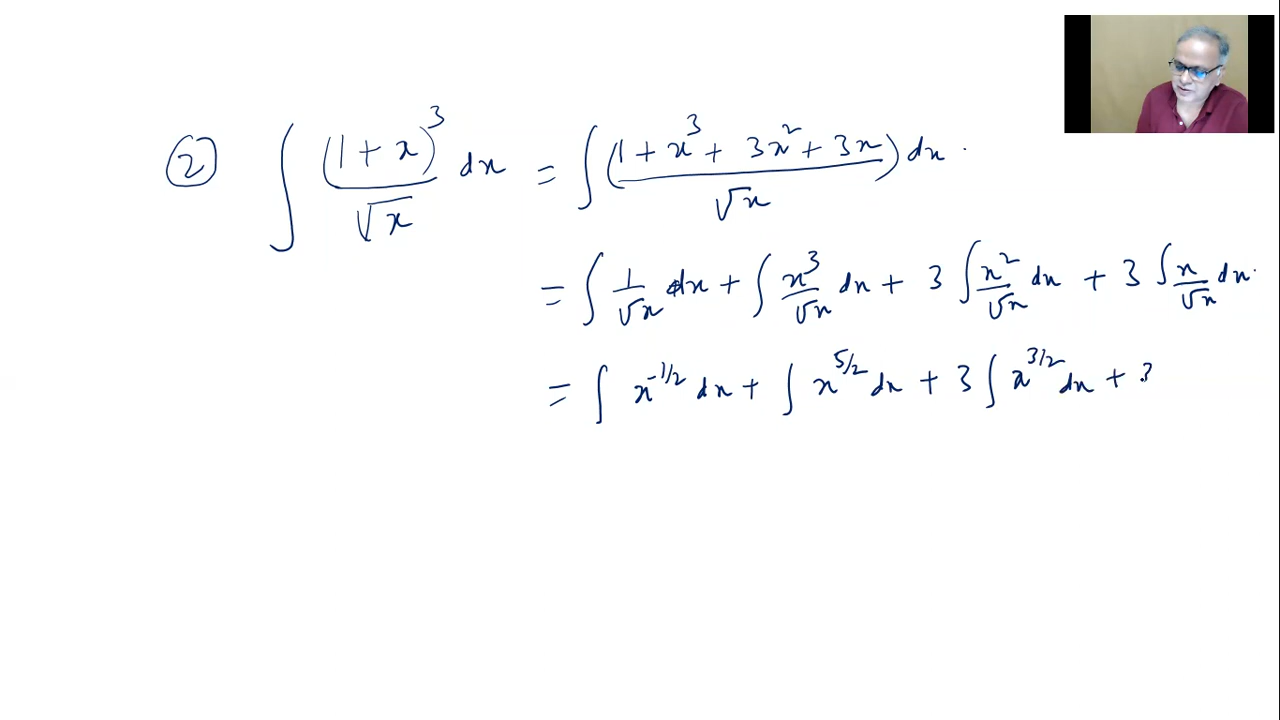 ② ∫ (1 + x)³/√x dx = ∫ (1 + x³ + 3x² + 3x)/√x dx .
= ∫ 1/√x dx + ∫ x³/√x dx + 3 ∫ x²/√x dx + 3 ∫ x/√x dx .
= ∫ x^(-1/2) dx + ∫ x^(5/2) dx + 3 ∫ x^(3/2) dx + 3